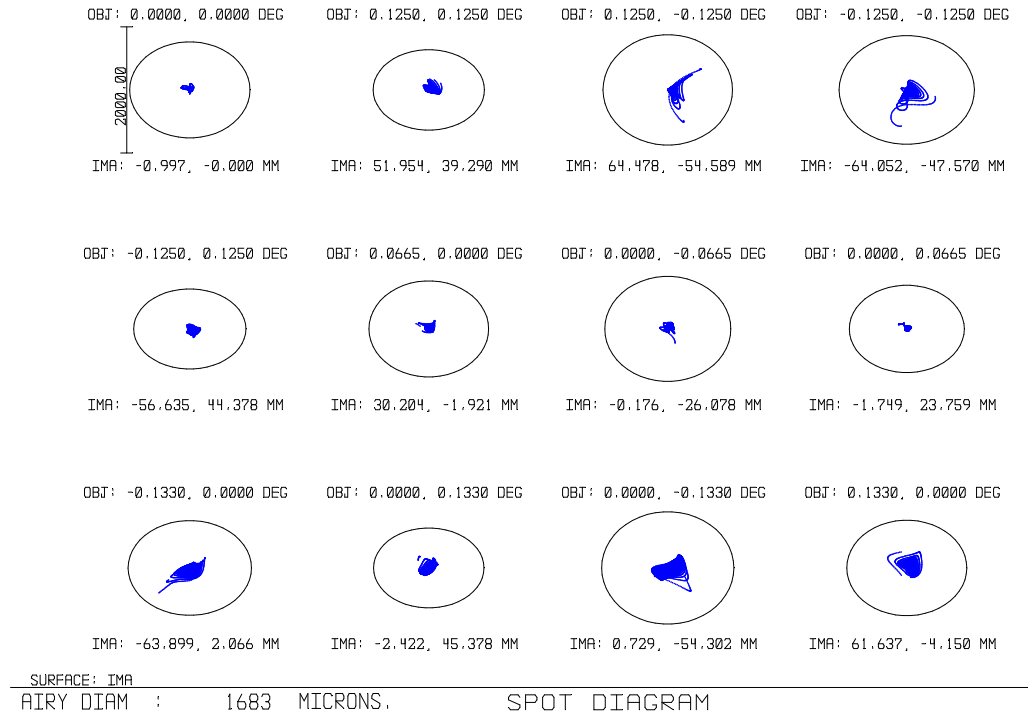 OBJ: 0.0000, 0.0000 DEG OBJ: 0.1250, 0.1250 DEG OBJ: 0.1250, -0.1250 DEG OBJ: -0.1250, -0.1250 DEG
2000.00
IMA: -0.997, -0.000 MM IMA: 51.954, 39.290 MM IMA: 64.478, -54.589 MM IMA: -64.052, -47.570 MM
OBJ: -0.1250, 0.1250 DEG OBJ: 0.0665, 0.0000 DEG OBJ: 0.0000, -0.0665 DEG OBJ: 0.0000, 0.0665 DEG
IMA: -56.635, 44.378 MM IMA: 30.204, -1.921 MM IMA: -0.176, -26.078 MM IMA: -1.749, 23.759 MM
OBJ: -0.1330, 0.0000 DEG OBJ: 0.0000, 0.1330 DEG OBJ: 0.0000, -0.1330 DEG OBJ: 0.1330, 0.0000 DEG
IMA: -63.899, 2.066 MM IMA: -2.422, 45.378 MM IMA: 0.729, -54.302 MM IMA: 61.637, -4.150 MM
SURFACE: IMA
AIRY DIAM : 1683 MICRONS. SPOT DIAGRAM